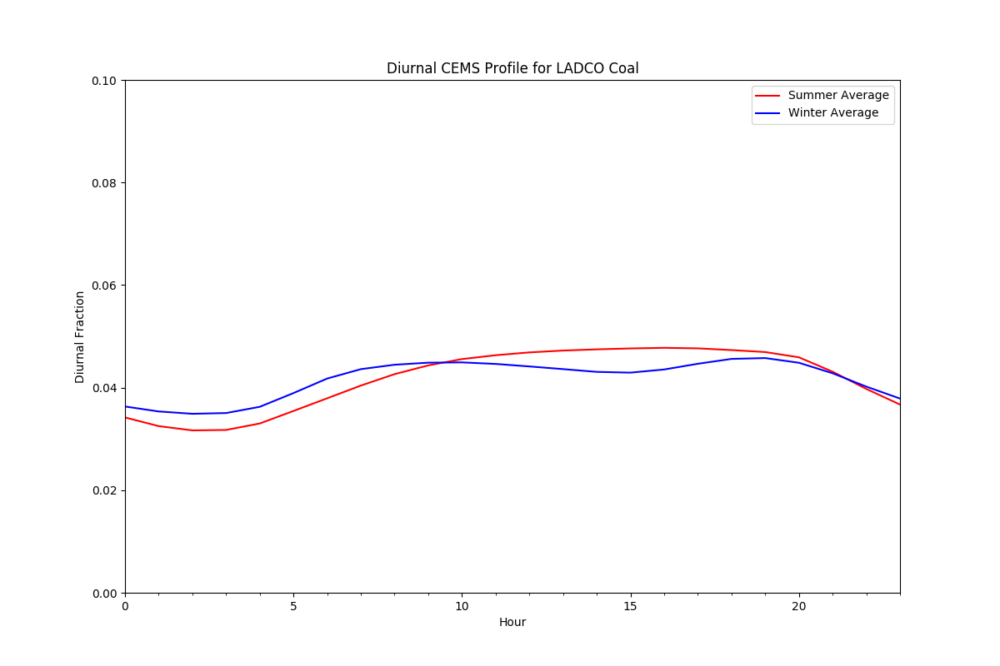 Diurnal CEMS Profile for LADCO Coal
Summer Average
Winter Average
0.10
0.08
0.06
0.04
0.02
0.00
Diurnal Fraction
0 5 10 15 20
Hour